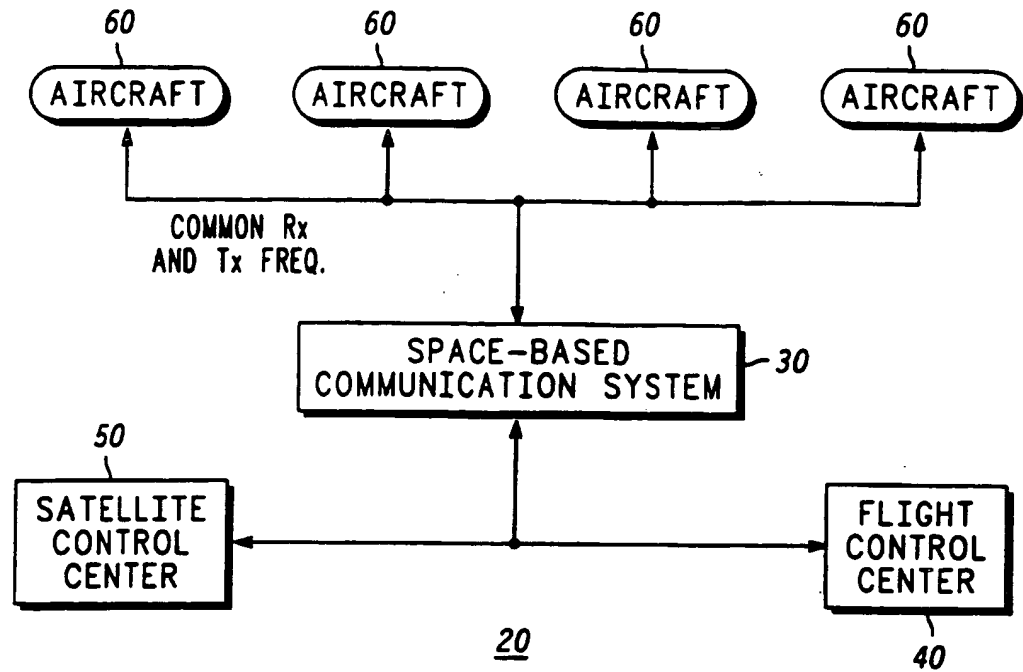 60 60 60 60
AIRCRAFT AIRCRAFT AIRCRAFT AIRCRAFT
COMMON Rx
AND Tx FREQ.
SPACE-BASED
COMMUNICATION SYSTEM
30
50
SATELLITE
CONTROL
CENTER
FLIGHT
CONTROL
CENTER
20
40